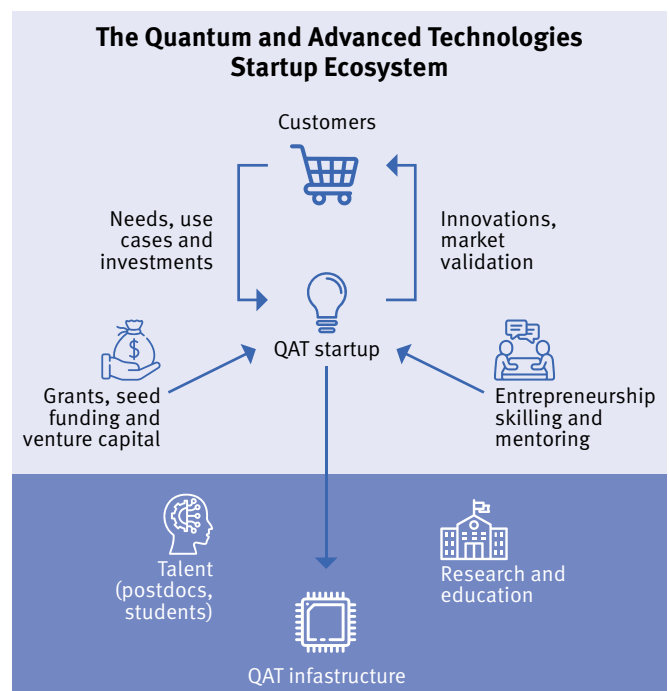 The Quantum and Advanced Technologies
Startup Ecosystem
Customers
Needs, use
cases and
investments
Innovations,
market
validation
$
QAT startup
Grants, seed
funding and
venture capital
Entrepreneurship
skilling and
mentoring
Talent
(postdocs,
students)
Research and
education
QAT infastructure